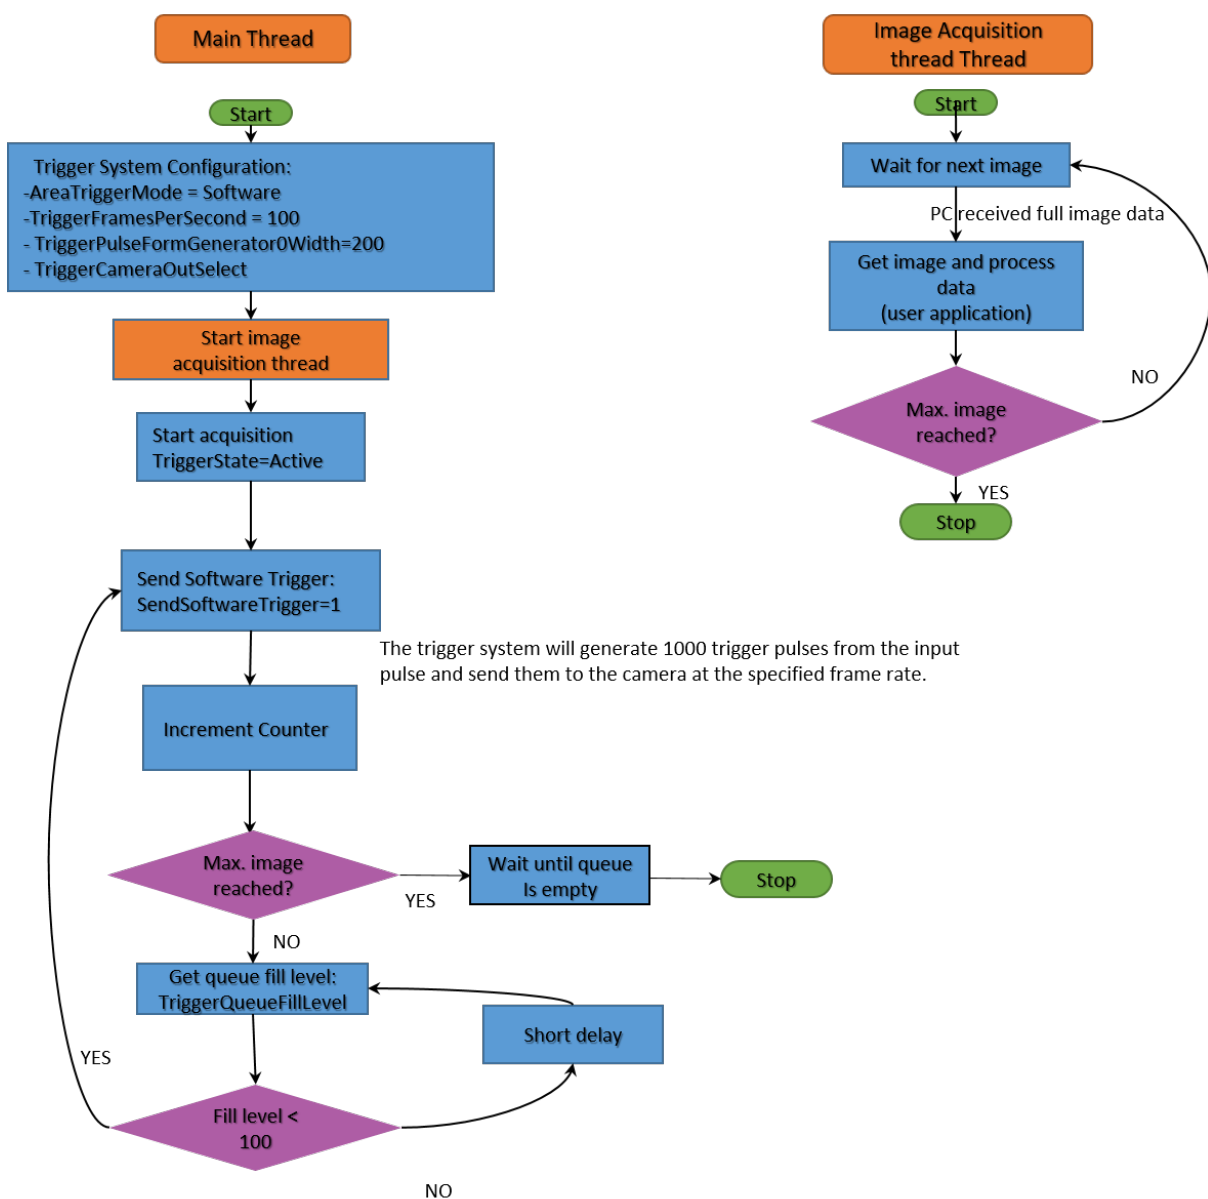 Main Thread
Start
Trigger System Configuration:
-AreaTriggerMode = Software
-TriggerFramesPerSecond = 100
- TriggerPulseFormGenerator0Width=200
- TriggerCameraOutSelect
Start image
acquisition thread
Start acquisition
TriggerState=Active
Send Software Trigger:
SendSoftwareTrigger=1
The trigger system will generate 1000 trigger pulses from the input
pulse and send them to the camera at the specified frame rate.
Increment Counter
Max. image
reached?
YES
Wait until queue
Is empty
Stop
NO
Get queue fill level:
TriggerQueueFillLevel
Short delay
YES
Fill level <
100
NO
Image Acquisition
thread Thread
Start
Wait for next image
PC received full image data
Get image and process
data
(user application)
NO
Max. image
reached?
YES
Stop